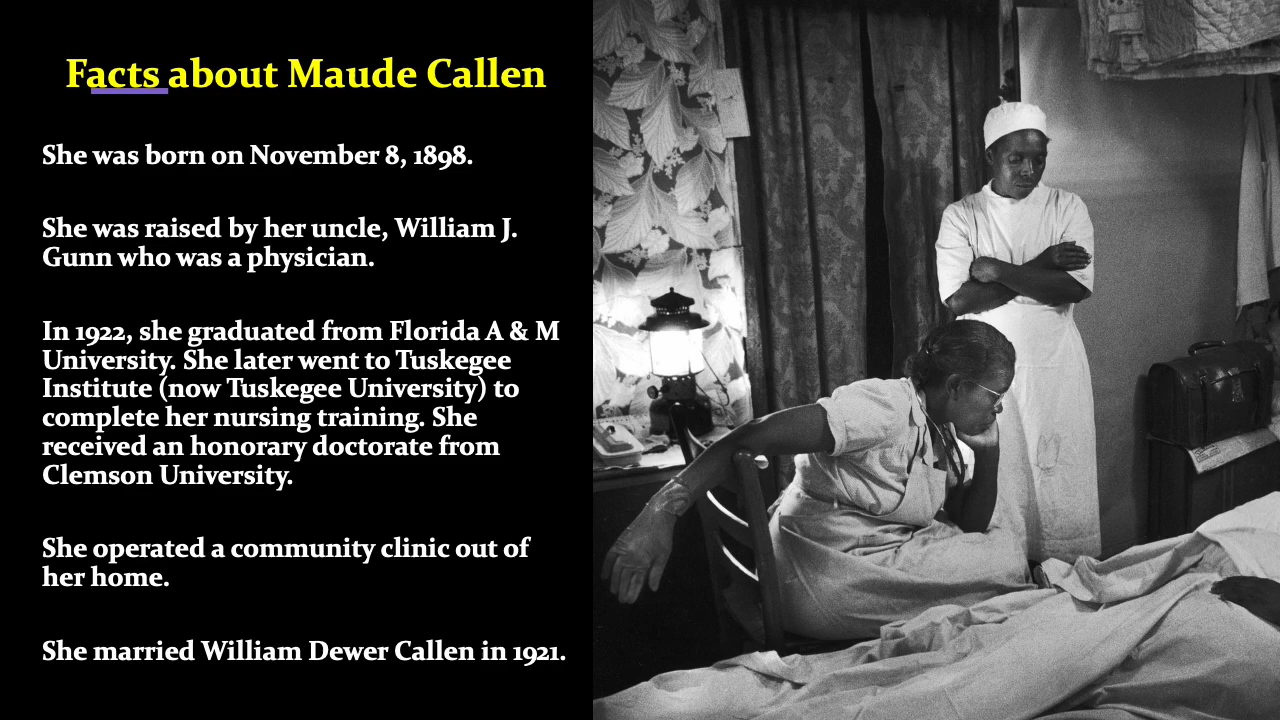 Facts about Maude Callen
She was born on November 8, 1898.
She was raised by her uncle, William J.
Gunn who was a physician.
In 1922, she graduated from Florida A & M
University. She later went to Tuskegee
Institute (now Tuskegee University) to
complete her nursing training. She
received an honorary doctorate from
Clemson University.
She operated a community clinic out of
her home.
She married William Dewer Callen in 1921.